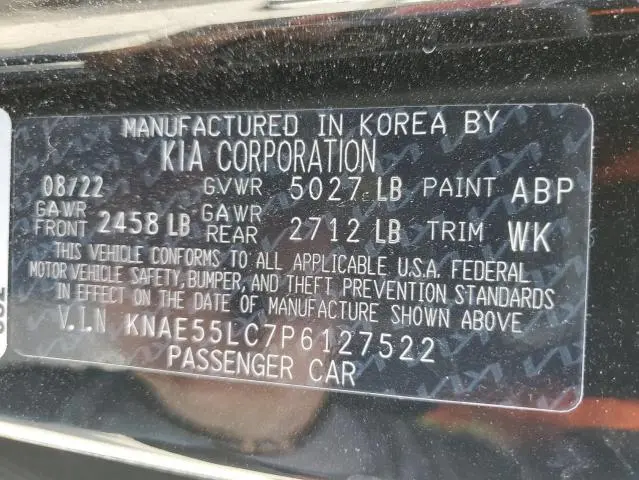 MANUFACTURED IN KOREA BY
KIA CORPORATION
08/22 GVWR 5027 LB PAINT ABP
GAWR FRONT 2458 LB GAWR REAR 2712 LB TRIM WK
THIS VEHICLE CONFORMS TO ALL APPLICABLE U.S.A. FEDERAL
MOTOR VEHICLE SAFETY, BUMPER, AND THEFT PREVENTION STANDARDS
IN EFFECT ON THE DATE OF MANUFACTURE SHOWN ABOVE
V.I.N KNAE55LC7P6127522
PASSENGER CAR